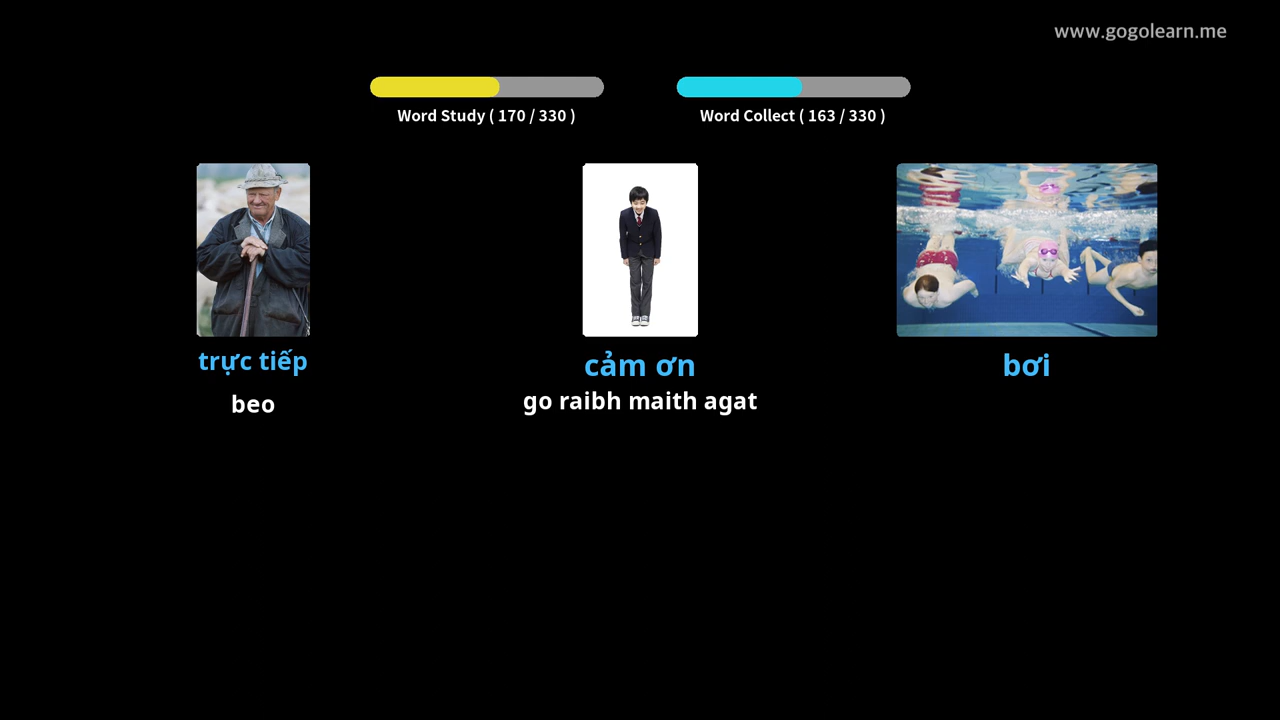 www.gogolearn.me
Word Study ( 170 / 330 )
Word Collect ( 163 / 330 )
trực tiếp
cảm ơn
bơi
beo
go raibh maith agat